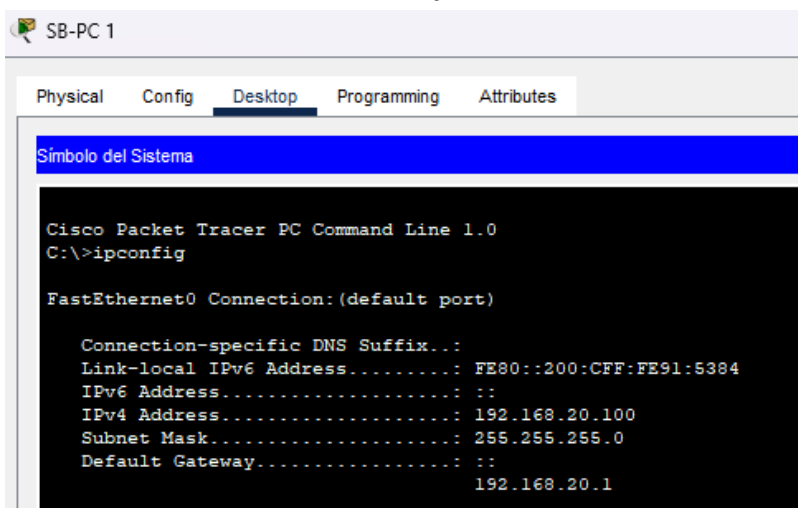 SB-PC 1
Physical Config Desktop Programming Attributes
Símbolo del Sistema
Cisco Packet Tracer PC Command Line 1.0
C:\>ipconfig
FastEthernet0 Connection:(default port)
Connection-specific DNS Suffix..:
Link-local IPv6 Address.........: FE80::200:CFF:FE91:5384
IPv6 Address....................: ::
IPv4 Address....................: 192.168.20.100
Subnet Mask.....................: 255.255.255.0
Default Gateway.................: ::
192.168.20.1